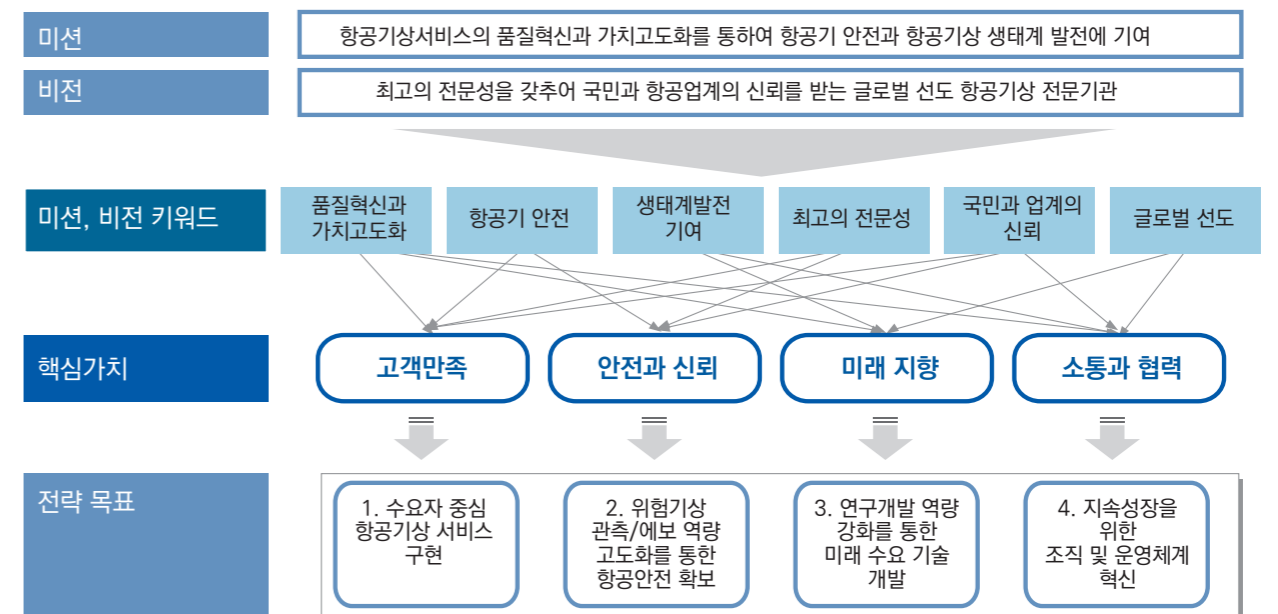 미션
항공기상서비스의 품질혁신과 가치고도화를 통하여 항공기 안전과 항공기상 생태계 발전에 기여
비전
최고의 전문성을 갖추어 국민과 항공업계의 신뢰를 받는 글로벌 선도 항공기상 전문기관
미션, 비전 키워드
품질혁신과
가치고도화
항공기 안전
생태계발전
기여
최고의 전문성
국민과 업계의
신뢰
글로벌 선도
핵심가치
고객만족
안전과 신뢰
미래 지향
소통과 협력
전략 목표
1. 수요자 중심
항공기상 서비스
구현
2. 위험기상
관측/에보 역량
고도화를 통한
항공안전 확보
3. 연구개발 역량
강화를 통한
미래 수요 기술
개발
4. 지속성장을
위한
조직 및 운영체계
혁신